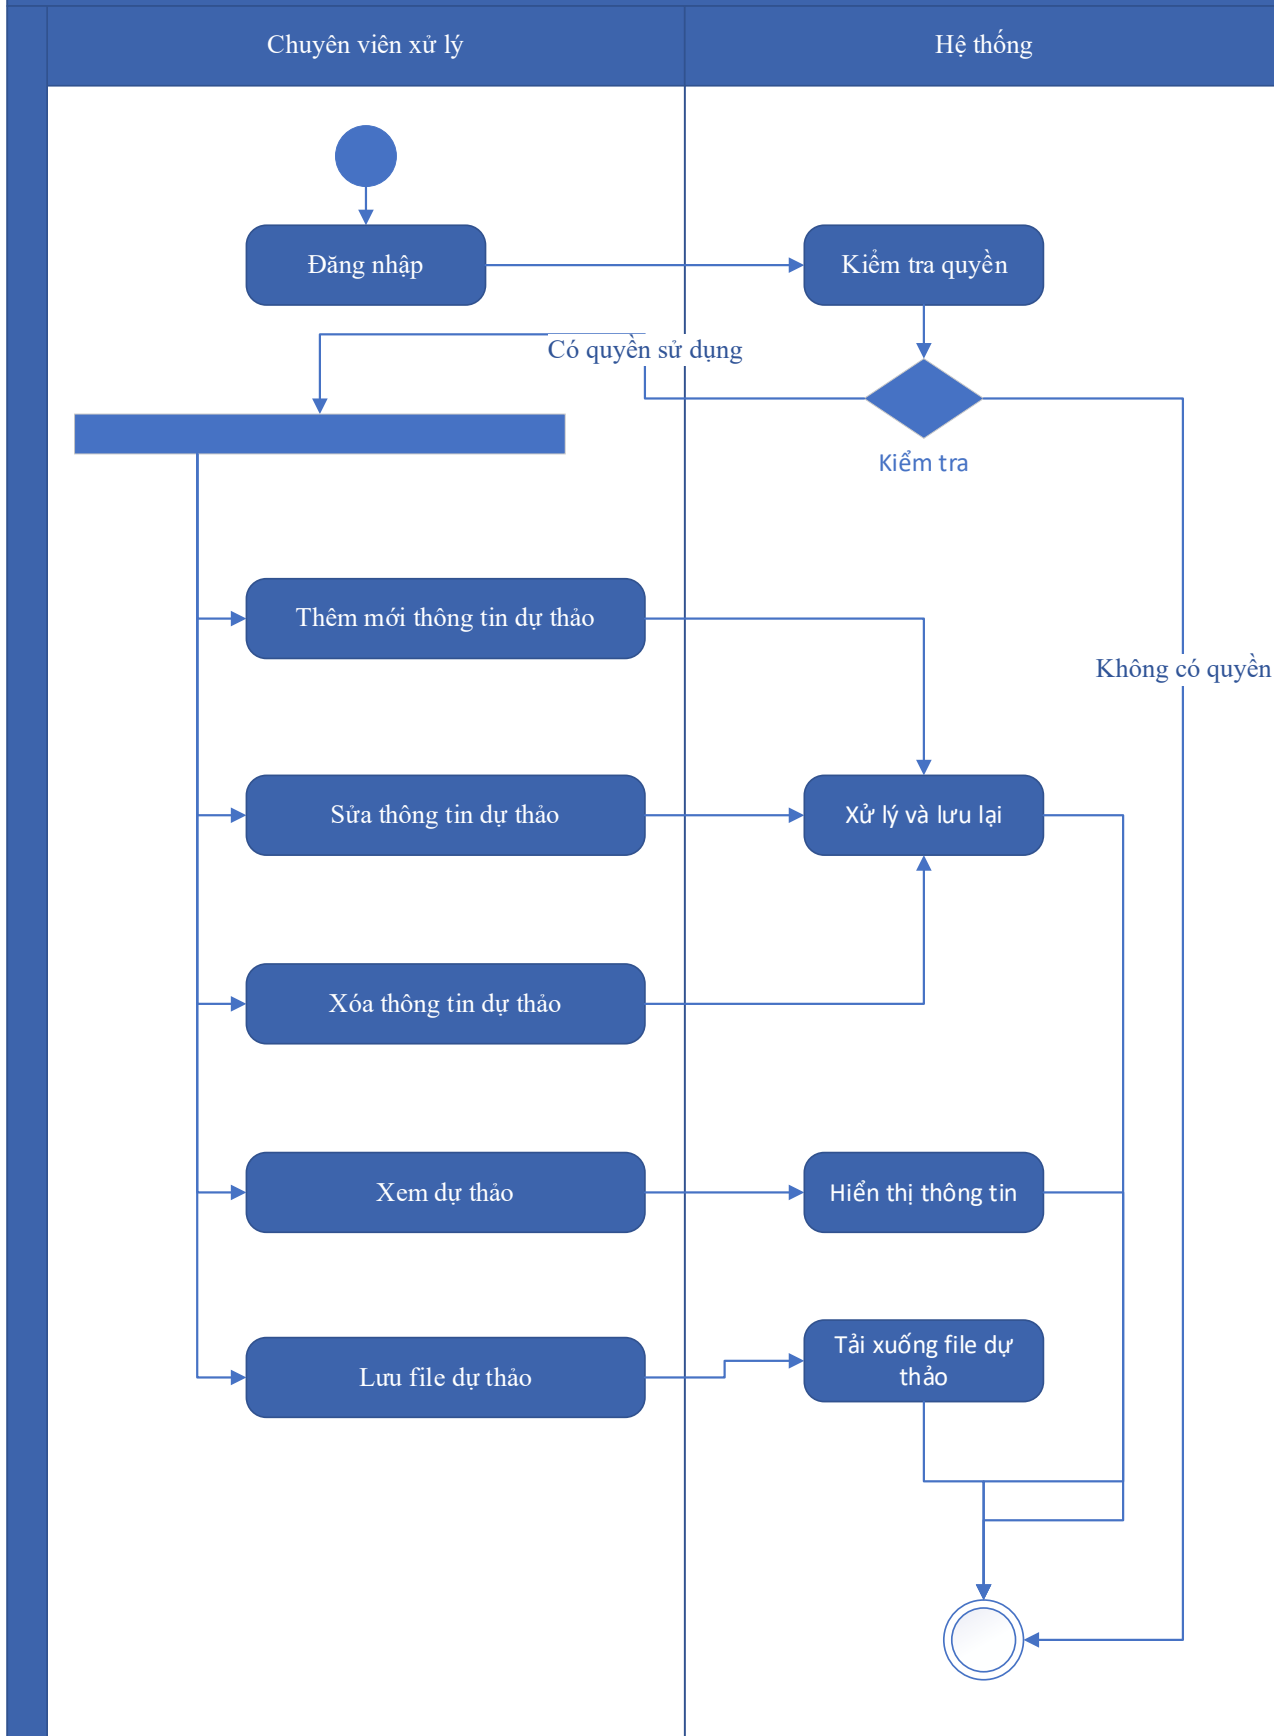 Chuyên viên xử lý
Hệ thống
Đăng nhập
Kiểm tra quyền
Có quyền sử dụng
Kiểm tra
Thêm mới thông tin dự thảo
Không có quyền
Sửa thông tin dự thảo
Xử lý và lưu lại
Xóa thông tin dự thảo
Xem dự thảo
Hiển thị thông tin
Lưu file dự thảo
Tải xuống file dự
thảo